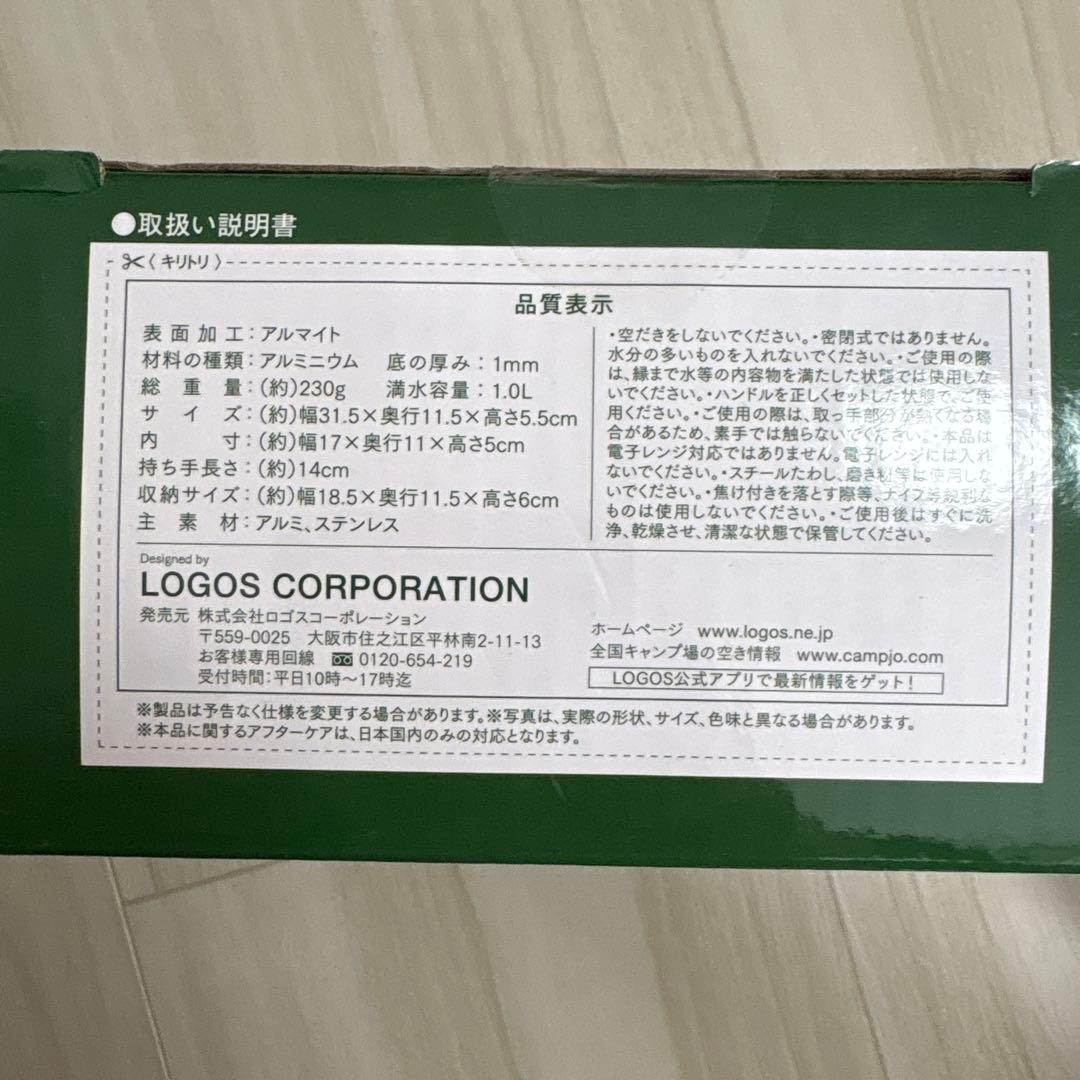 ●取扱い説明書
〈キリトリ〉
品質表示
表面加工：アルマイト
材料の種類：アルミニウム 底の厚み：1mm
総重量：（約）230g 満水容量：1.0L
サイズ：（約）幅31.5×奥行11.5×高さ5.5cm
内寸：（約）幅17×奥行11×高さ5cm
持ち手長さ：（約）14cm
収納サイズ：（約）幅18.5×奥行11.5×高さ6cm
主素材：アルミ、ステンレス
・空だきをしないでください。・密閉式ではありません。
水分の多いものを入れないでください。・ご使用の際
は、縁まで水等の内容物を満たした状態では使用しな
いでください。・ハンドルを正しくセットした状態で、ご使
用ください。・ご使用の際は、取っ手部分が熱くなる場
合があるため、素手では触らないでください。・本品は
電子レンジ対応ではありません。電子レンジには入れ
ないでください。・スチールたわし、磨き粉等は使用しな
いでください。・焦げ付きを落とす際等、ナイフ等鋭利な
ものは使用しないでください。・ご使用後はすぐに洗
浄、乾燥させ、清潔な状態で保管してください。
Designed by
LOGOS CORPORATION
発売元 株式会社ロゴスコーポレーション
〒559-0025 大阪市住之江区平林南2-11-13
お客様専用回線 0120-654-219
受付時間：平日10時〜17時迄
ホームページ www.logos.ne.jp
全国キャンプ場の空き情報 www.campjo.com
LOGOS公式アプリで最新情報をゲット！
※製品は予告なく仕様を変更する場合があります。※写真は、実際の形状、サイズ、色味と異なる場合があります。
※本品に関するアフターケアは、日本国内のみの対応となります。